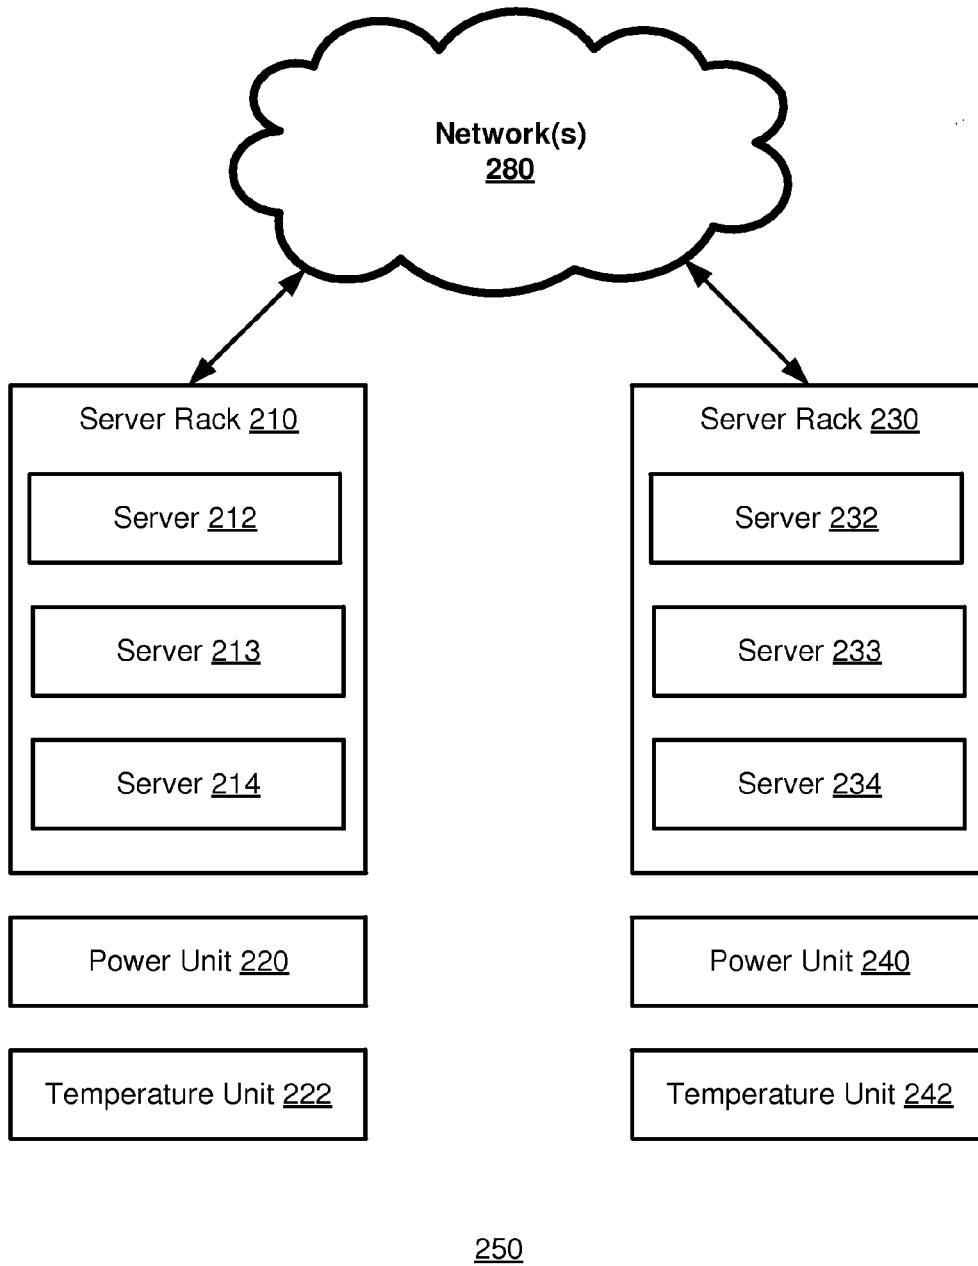 Network(s)
280
Server Rack 210
Server 212
Server 213
Server 214
Power Unit 220
Temperature Unit 222
Server Rack 230
Server 232
Server 233
Server 234
Power Unit 240
Temperature Unit 242
250